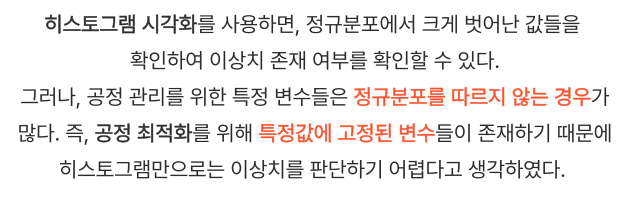 히스토그램 시각화를 사용하면, 정규분포에서 크게 벗어난 값들을
확인하여 이상치 존재 여부를 확인할 수 있다.
그러나, 공정 관리를 위한 특정 변수들은 정규분포를 따르지 않는 경우가
많다. 즉, 공정 최적화를 위해 특정값에 고정된 변수들이 존재하기 때문에
히스토그램만으로는 이상치를 판단하기 어렵다고 생각하였다.